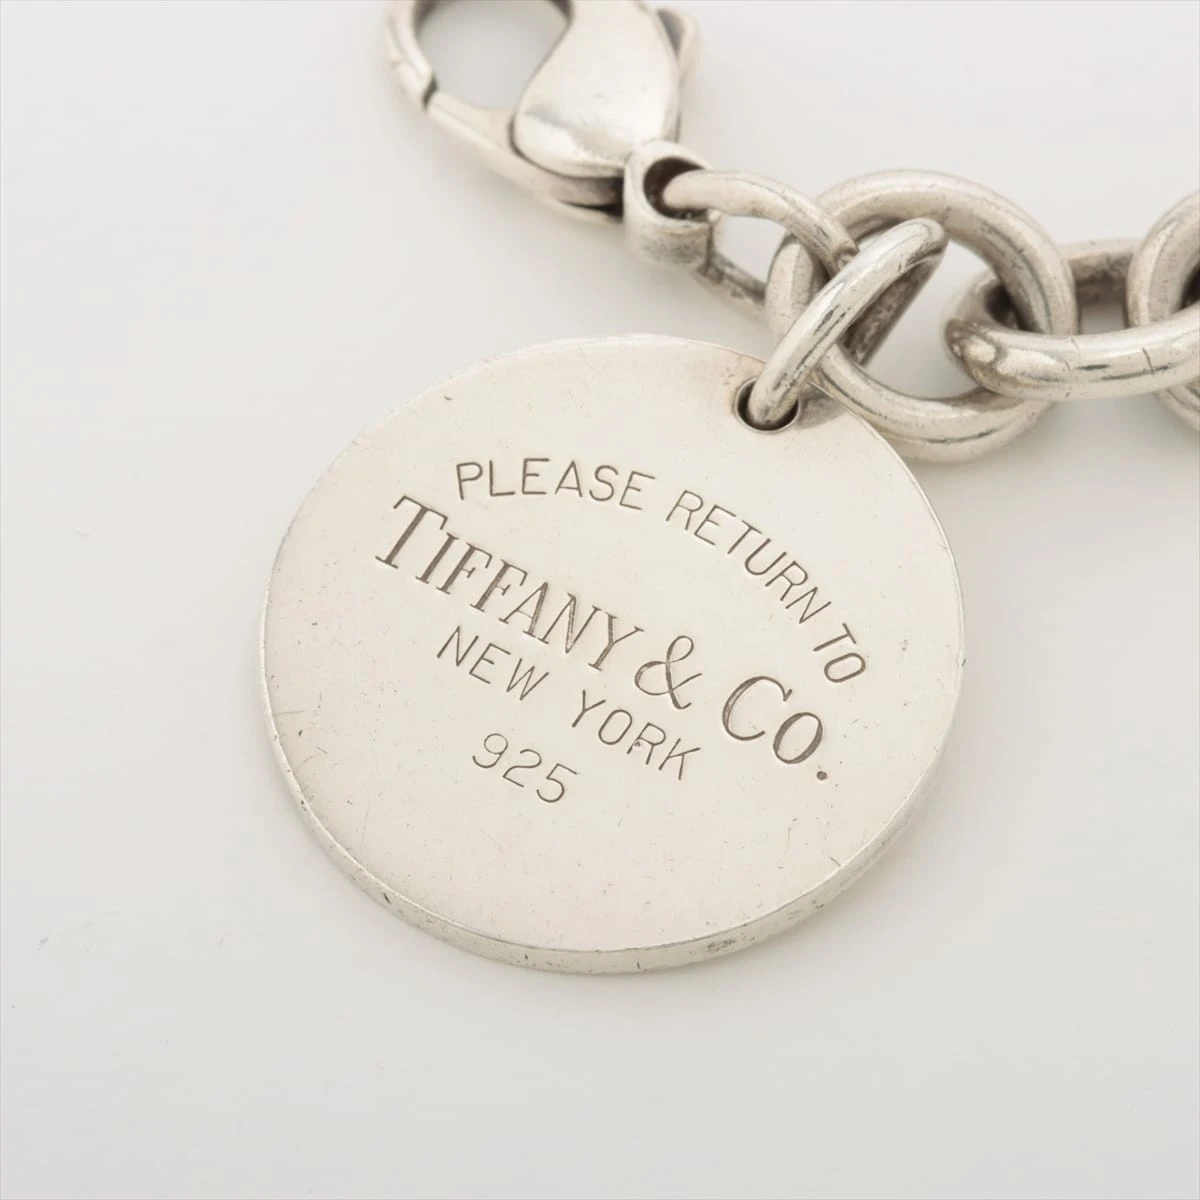 PLEASE RETURN TO
TIFFANY & CO.
NEW YORK
925